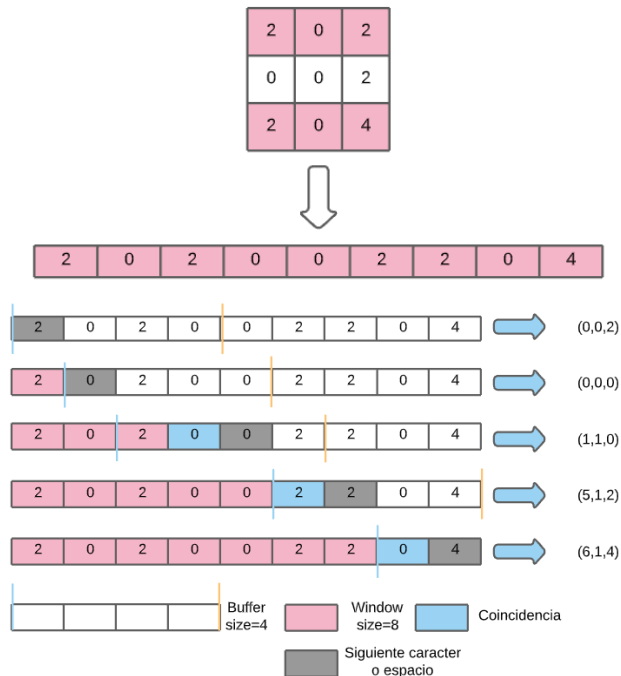 2 0 2
0 0 2
2 0 4
2 0 2 0 0 2 2 0 4
2 0 2 0 0 2 2 0 4 (0,0,2)
2 0 2 0 0 2 2 0 4 (0,0,0)
2 0 2 0 0 2 2 0 4 (1,1,0)
2 0 2 0 0 2 2 0 4 (5,1,2)
2 0 2 0 0 2 2 0 4 (6,1,4)
Buffer
size=4
Window
size=8
Coincidencia
Siguiente caracter
o espacio